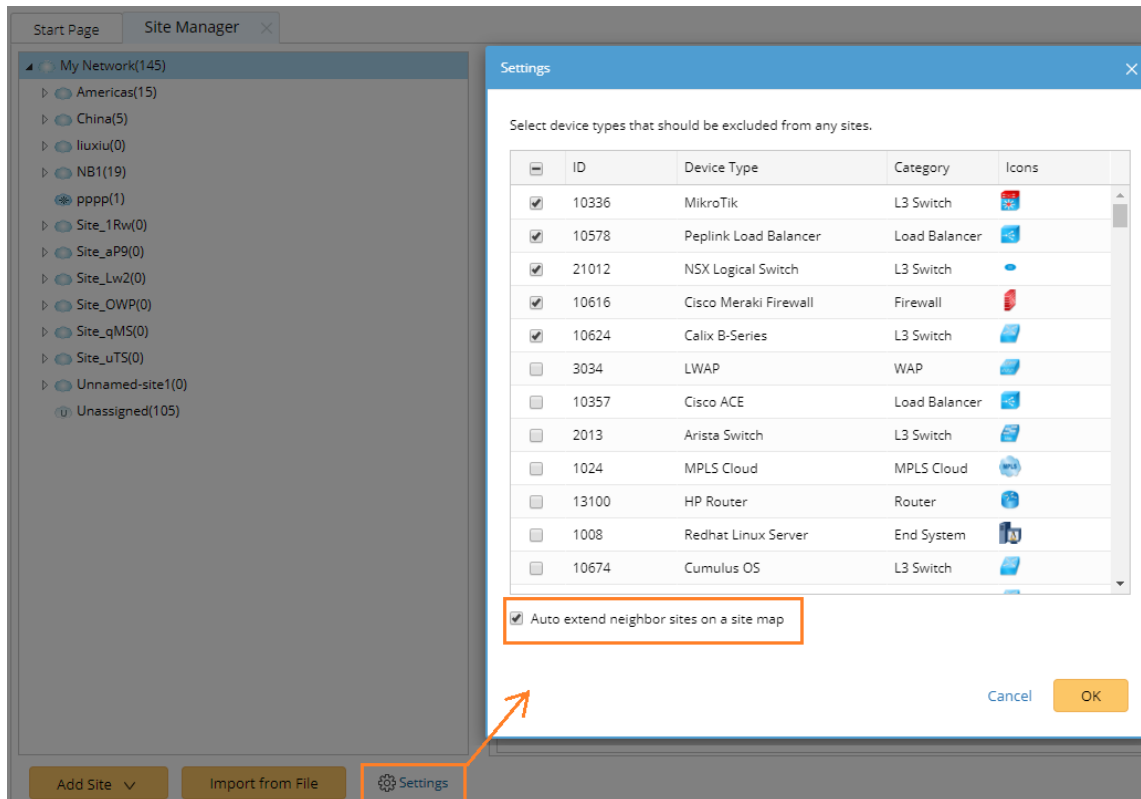 Start Page
Site Manager
My Network(145)
Americas(15)
China(5)
liuxiu(0)
NB1(19)
pppp(1)
Site_1Rw(0)
Site_aP9(0)
Site_Lw2(0)
Site_OWP(0)
Site_qMS(0)
Site_uTS(0)
Unnamed-site1(0)
Unassigned(105)
Add Site
Import from File
Settings
Settings
Select device types that should be excluded from any sites.
ID Device Type Category Icons
10336 MikroTik L3 Switch
10578 Peplink Load Balancer Load Balancer
21012 NSX Logical Switch L3 Switch
10616 Cisco Meraki Firewall Firewall
10624 Calix B-Series L3 Switch
3034 LWAP WAP
10357 Cisco ACE Load Balancer
2013 Arista Switch L3 Switch
1024 MPLS Cloud MPLS Cloud MPLS
13100 HP Router Router
1008 Redhat Linux Server End System
10674 Cumulus OS L3 Switch
Auto extend neighbor sites on a site map
Cancel OK